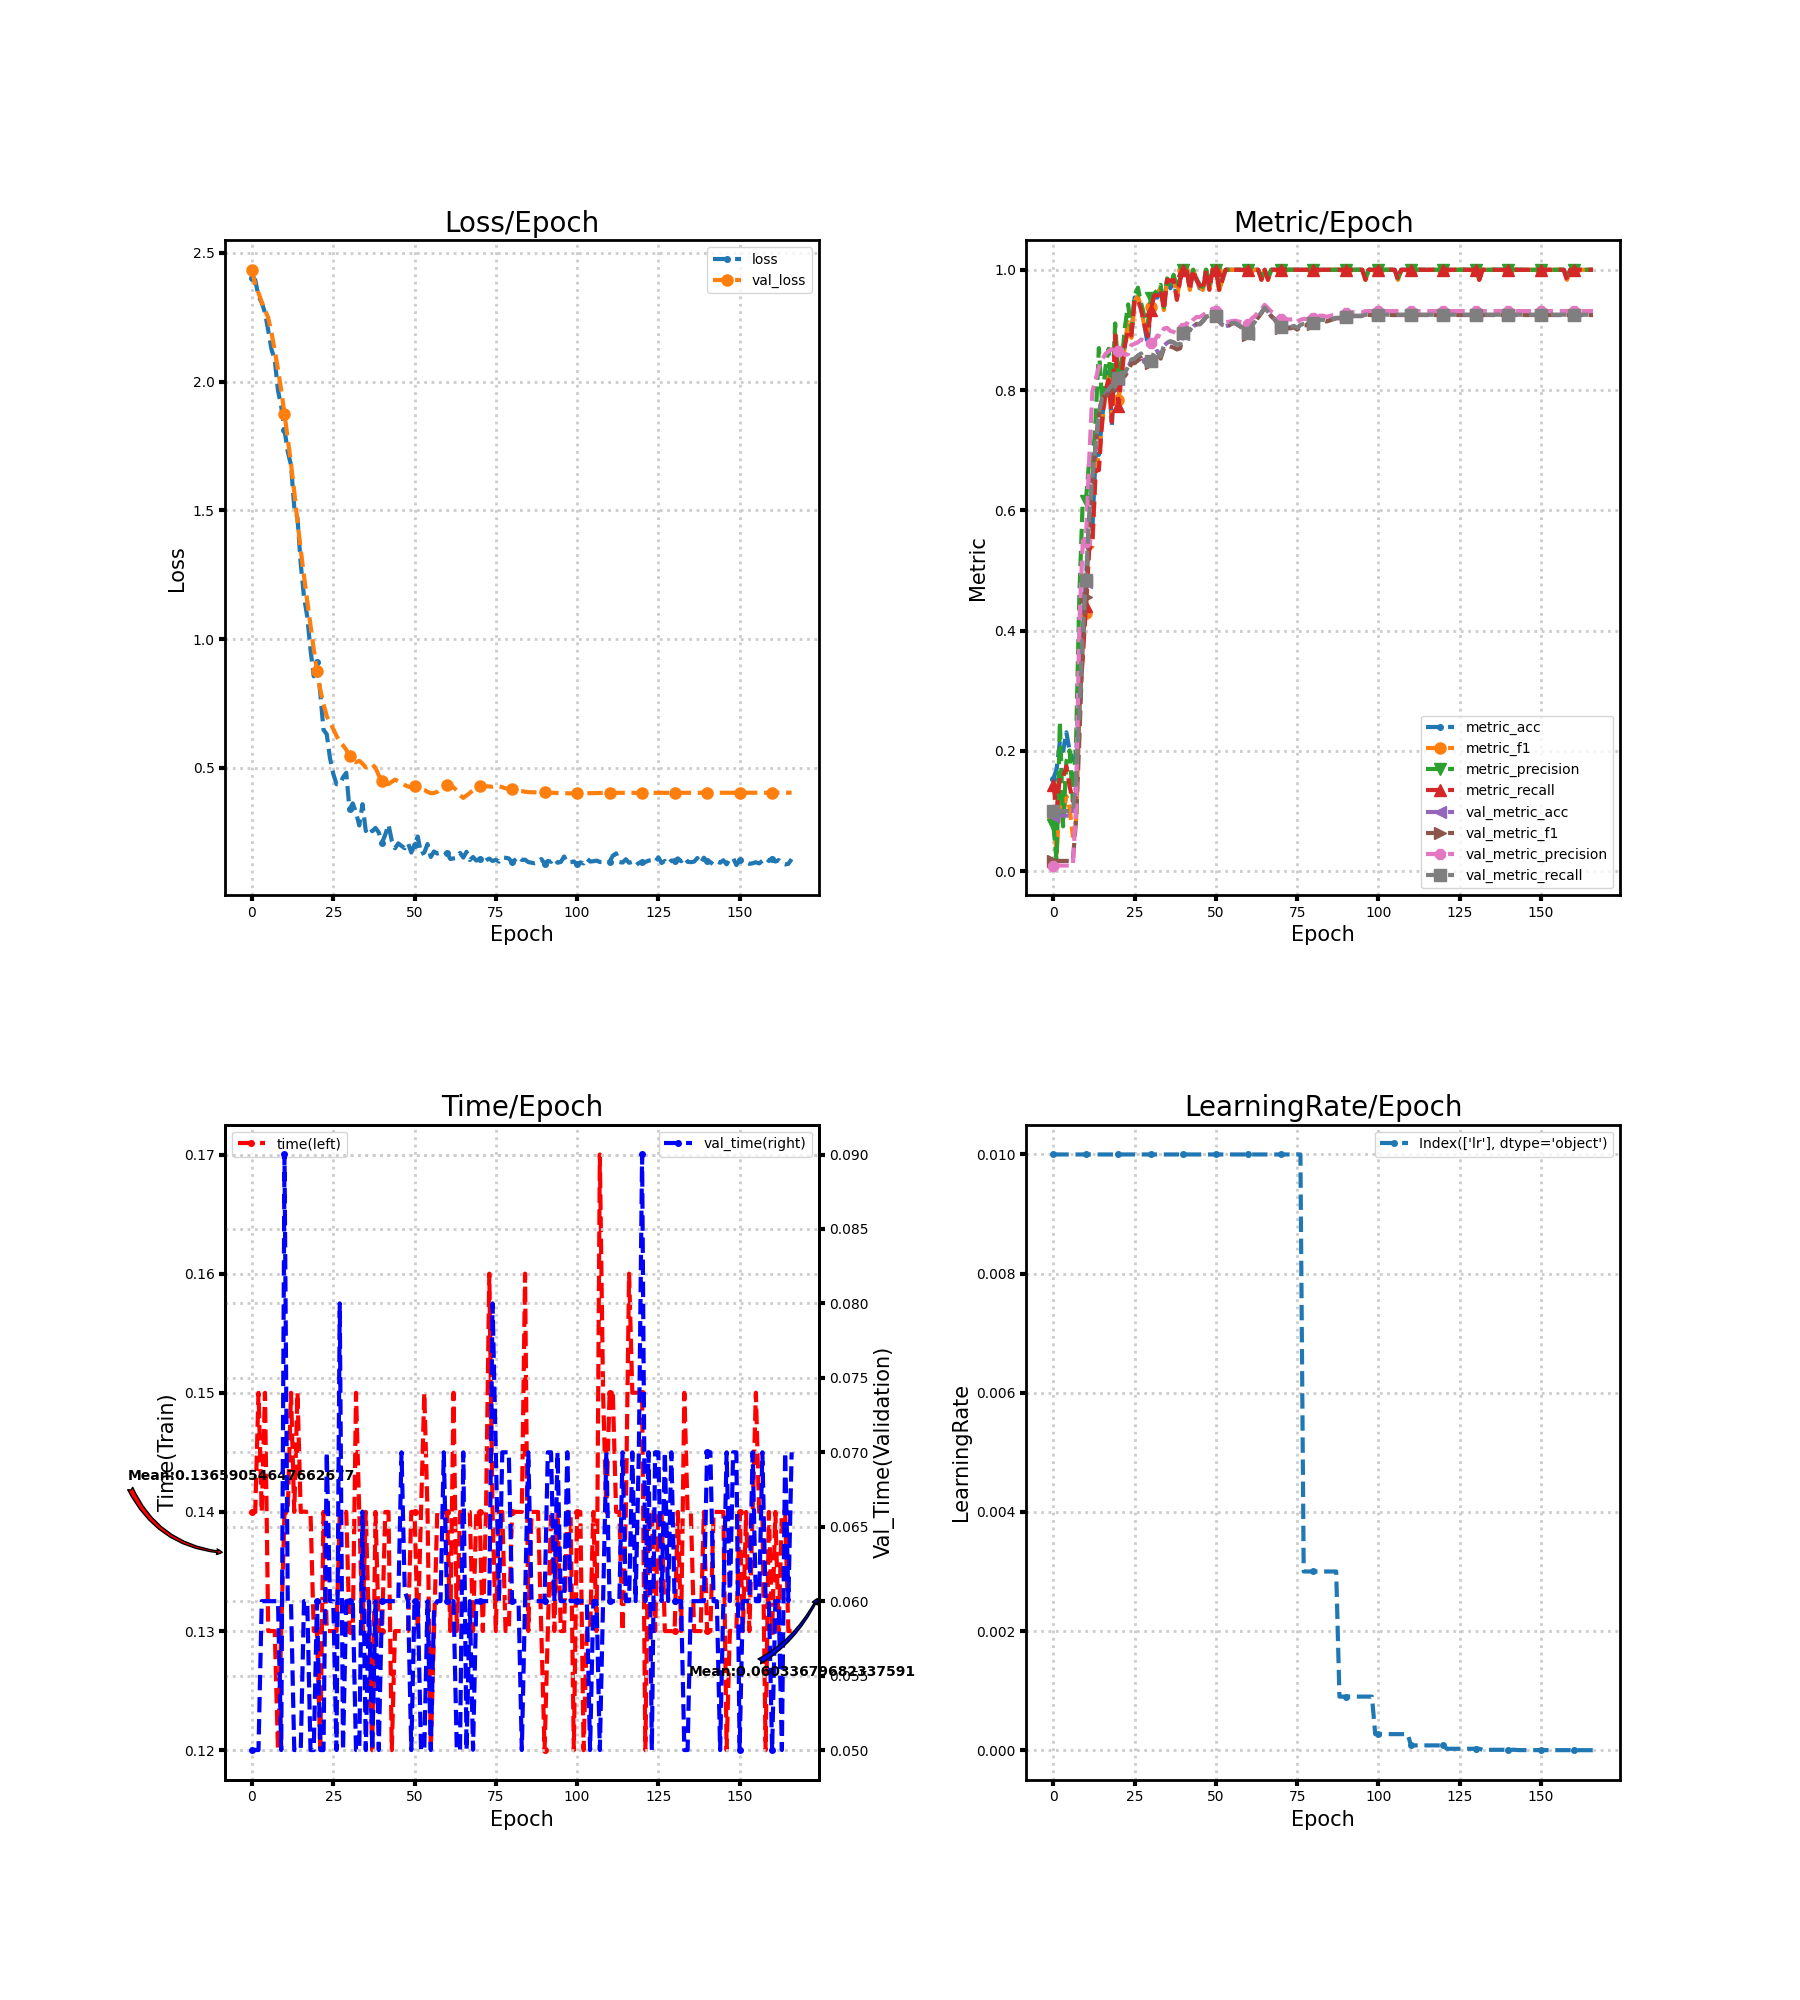 Loss/Epoch
2.5
2.0
1.5
1.0
0.5
Loss
0 25 50 75 100 125 150
Epoch
loss
val_loss
Metric/Epoch
1.0
0.8
0.6
0.4
0.2
0.0
Metric
0 25 50 75 100 125 150
Epoch
metric_acc
metric_f1
metric_precision
metric_recall
val_metric_acc
val_metric_f1
val_metric_precision
val_metric_recall
Time/Epoch
time(left)
val_time(right)
0.17
0.16
0.15
0.14
0.13
0.12
Time(Train)
0.090
0.085
0.080
0.075
0.070
0.065
0.060
0.055
0.050
Val_Time(Validation)
Mean:0.06033679682337591
0 25 50 75 100 125 150
Epoch
LearningRate/Epoch
Index(['lr'], dtype='object')
0.010
0.008
0.006
0.004
0.002
0.000
LearningRate
0 25 50 75 100 125 150
Epoch